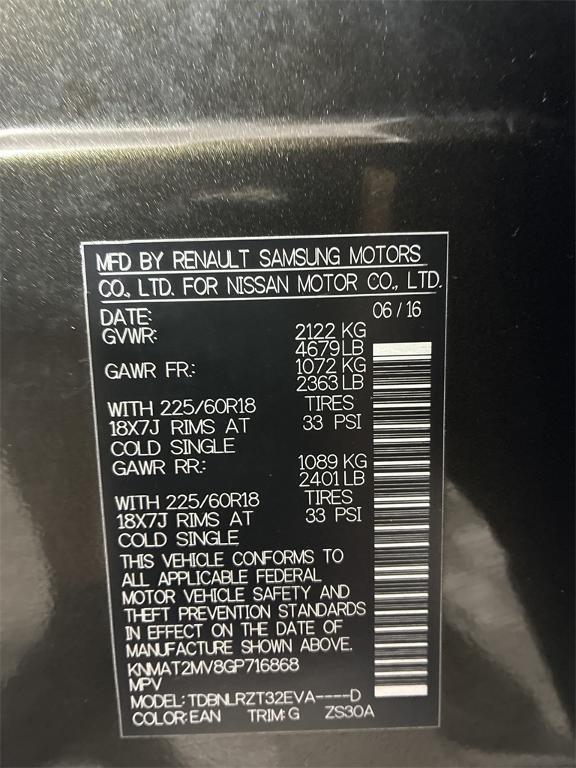 MFD BY RENAULT SAMSUNG MOTORS
CO., LTD. FOR NISSAN MOTOR CO., LTD.
DATE: 06 / 16
GVWR: 2122 KG
4679 LB
GAWR FR.: 1072 KG
2363 LB
WITH 225/60R18 TIRES
18X7J RIMS AT 33 PSI
COLD SINGLE
GAWR RR.: 1089 KG
2401 LB
WITH 225/60R18 TIRES
18X7J RIMS AT 33 PSI
COLD SINGLE
THIS VEHICLE CONFORMS TO
ALL APPLICABLE FEDERAL
MOTOR VEHICLE SAFETY AND
THEFT PREVENTION STANDARDS
IN EFFECT ON THE DATE OF
MANUFACTURE SHOWN ABOVE.
KNMAT2MV8GP716868
MPV
MODEL: TDBNLRZT32EVA----D
COLOR: EAN TRIM: G ZS30A